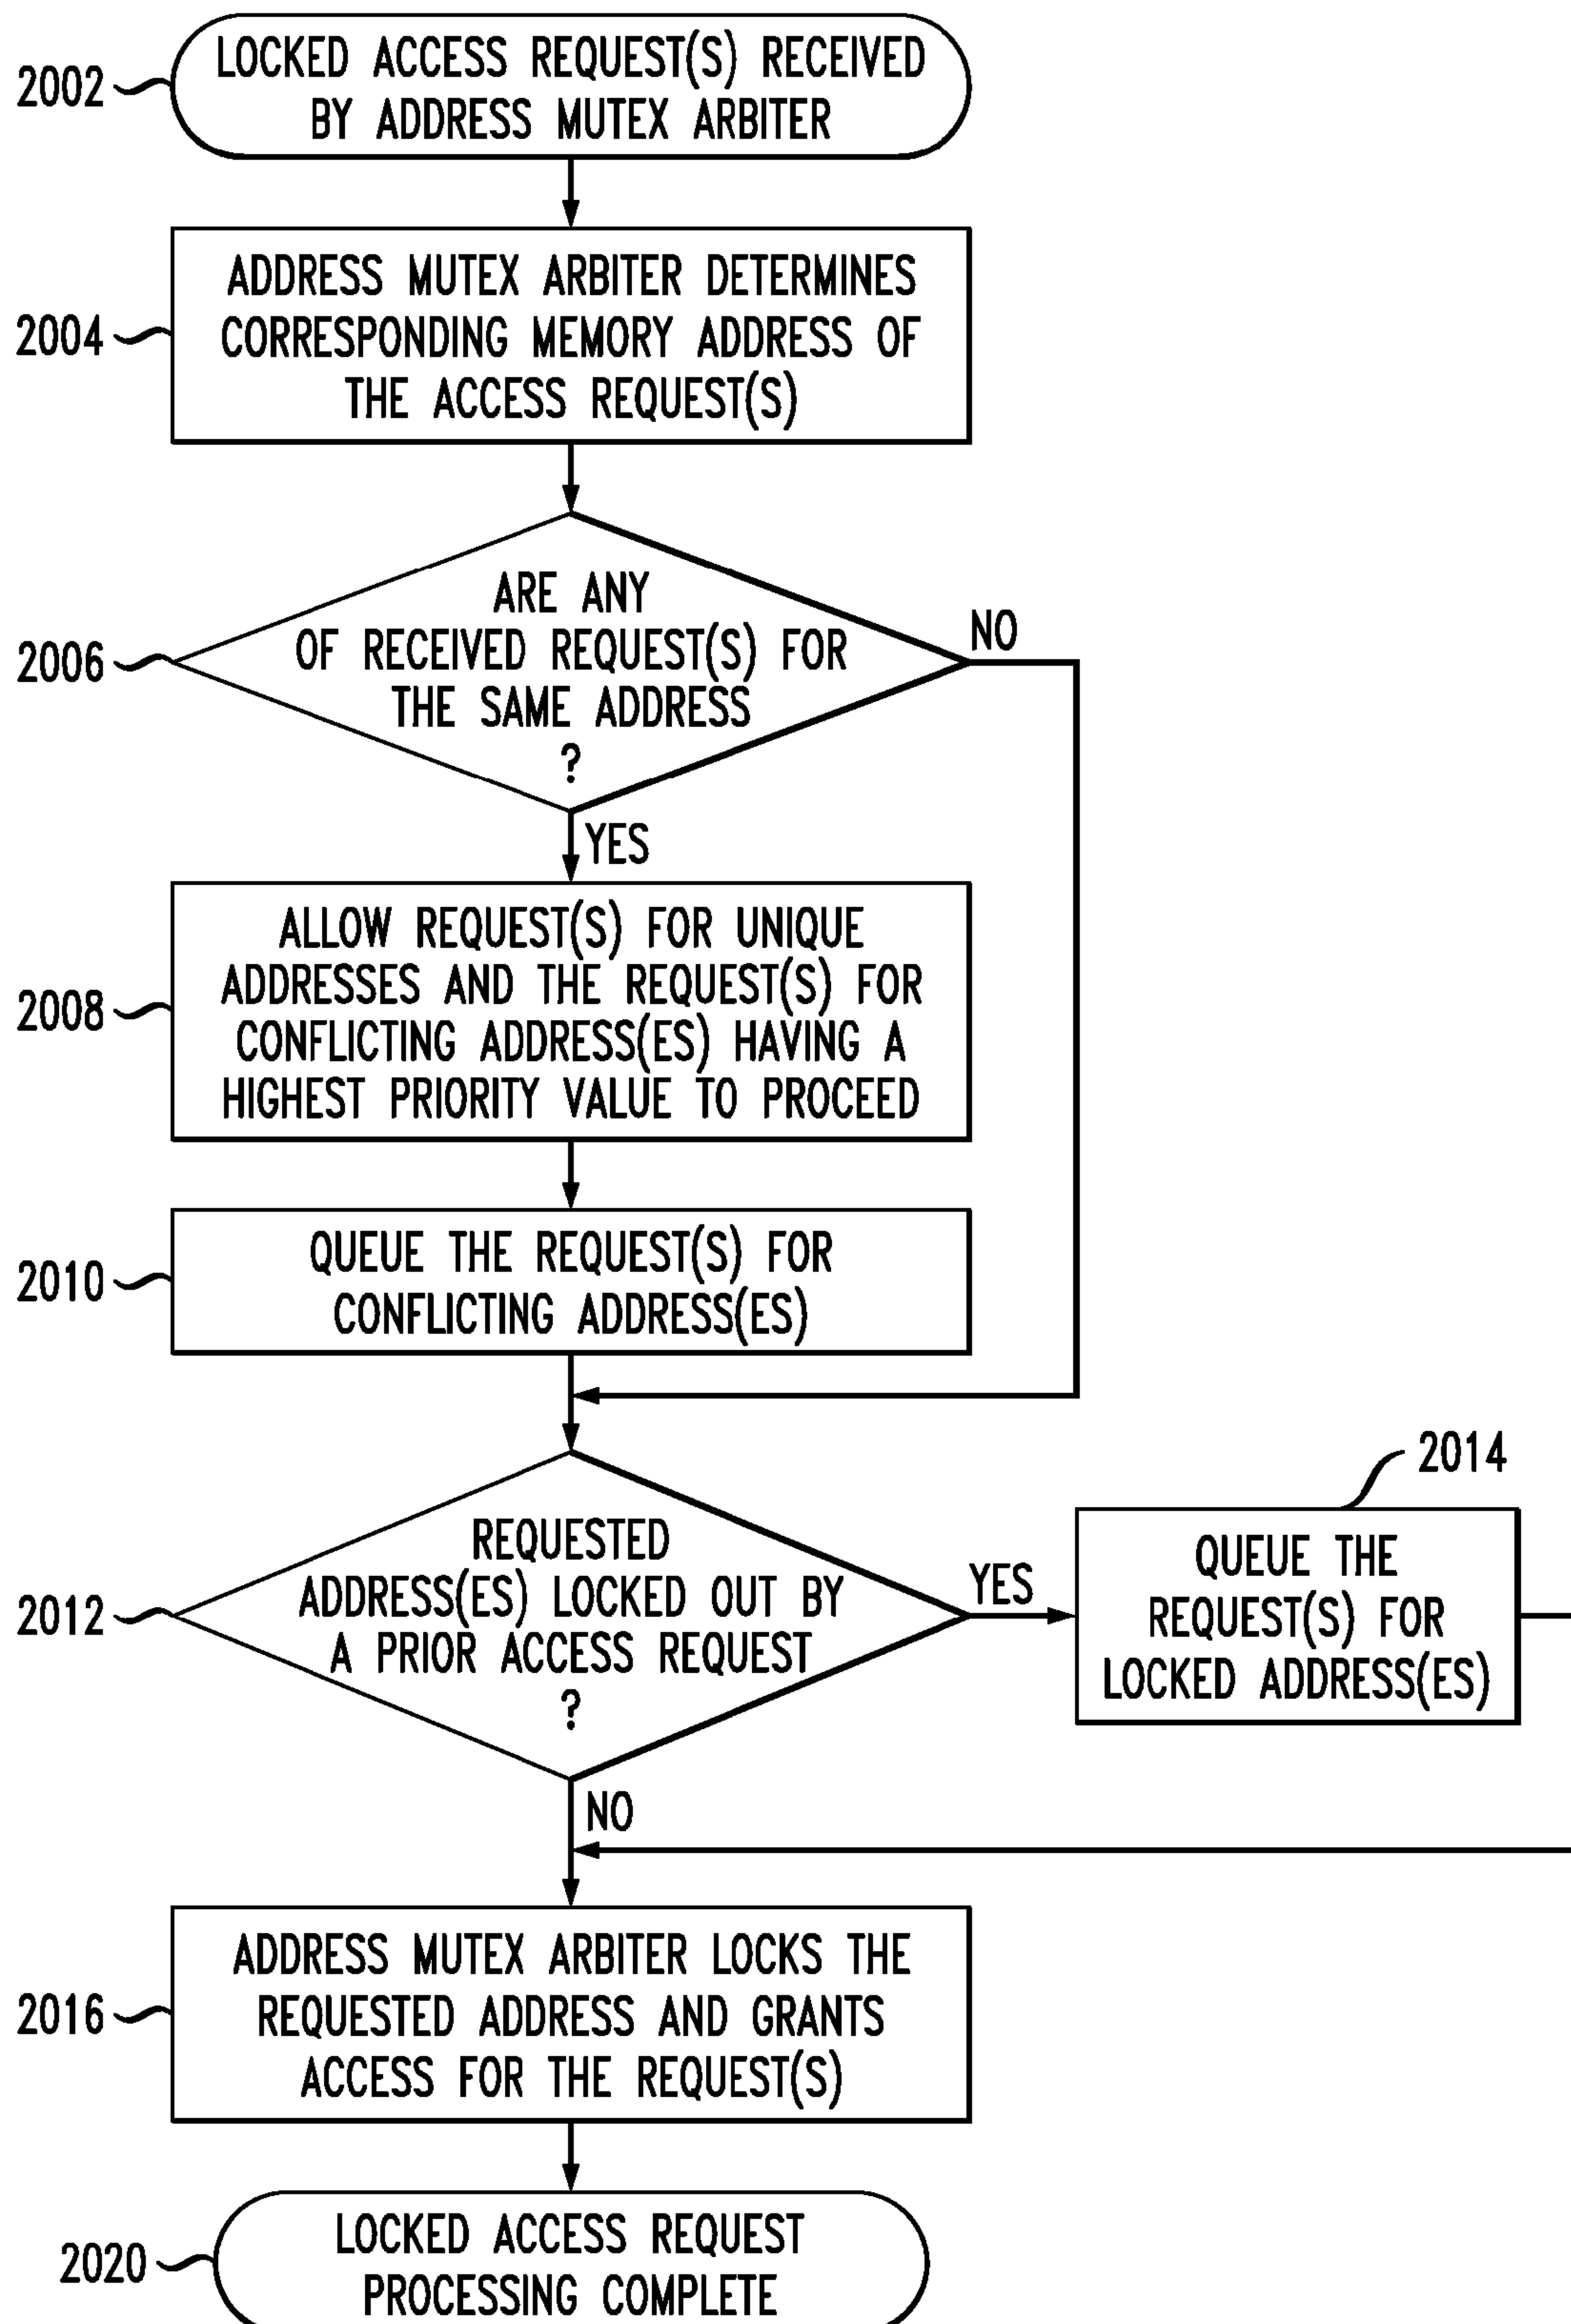 2002
LOCKED ACCESS REQUEST(S) RECEIVED
BY ADDRESS MUTEX ARBITER
2004
ADDRESS MUTEX ARBITER DETERMINES
CORRESPONDING MEMORY ADDRESS OF
THE ACCESS REQUEST(S)
2006
ARE ANY
OF RECEIVED REQUEST(S) FOR
THE SAME ADDRESS
?
NO
YES
2008
ALLOW REQUEST(S) FOR UNIQUE
ADDRESSES AND THE REQUEST(S) FOR
CONFLICTING ADDRESS(ES) HAVING A
HIGHEST PRIORITY VALUE TO PROCEED
2010
QUEUE THE REQUEST(S) FOR
CONFLICTING ADDRESS(ES)
2012
REQUESTED
ADDRESS(ES) LOCKED OUT BY
A PRIOR ACCESS REQUEST
?
YES
2014
QUEUE THE
REQUEST(S) FOR
LOCKED ADDRESS(ES)
NO
2016
ADDRESS MUTEX ARBITER LOCKS THE
REQUESTED ADDRESS AND GRANTS
ACCESS FOR THE REQUEST(S)
2020
LOCKED ACCESS REQUEST
PROCESSING COMPLETE